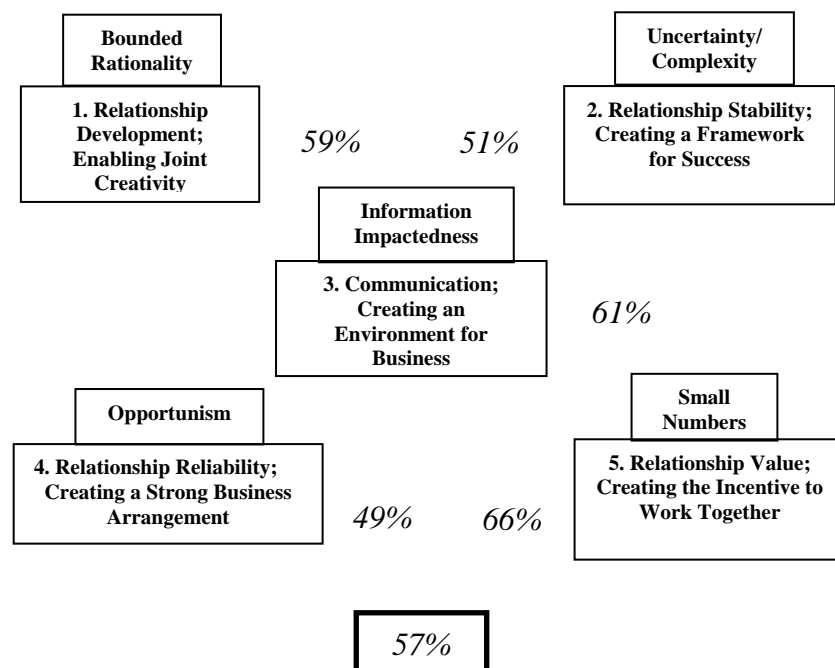 Bounded
Rationality
1. Relationship
Development;
Enabling Joint
Creativity
59%
51%
Uncertainty/
Complexity
2. Relationship Stability;
Creating a Framework
for Success
Information
Impactedness
3. Communication;
Creating an
Environment for
Business
61%
Opportunism
4. Relationship Reliability;
Creating a Strong Business
Arrangement
49%
66%
Small
Numbers
5. Relationship Value;
Creating the Incentive to
Work Together
57%